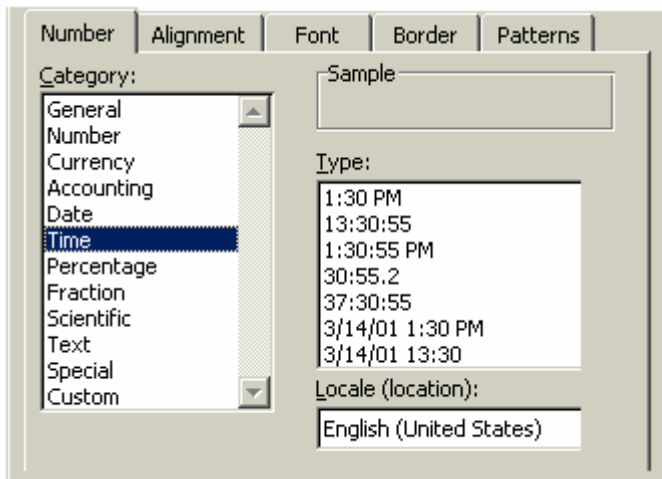 Number Alignment Font Border Patterns
Category:
General
Number
Currency
Accounting
Date
Time
Percentage
Fraction
Scientific
Text
Special
Custom
Sample
Type:
1:30 PM
13:30:55
1:30:55 PM
30:55.2
37:30:55
3/14/01 1:30 PM
3/14/01 13:30
Locale (location):
English (United States)